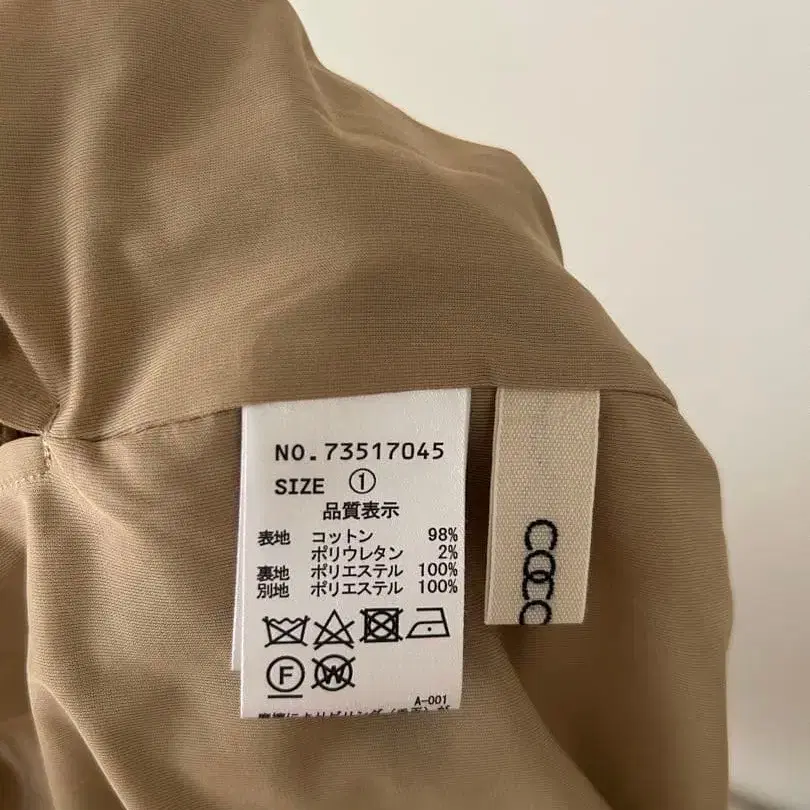 NO.73517045
SIZE ①
品質表示
表地 コットン 98%
ポリウレタン 2%
裏地 ポリエステル 100%
別地 ポリエステル 100%
F W
A-001
COCO